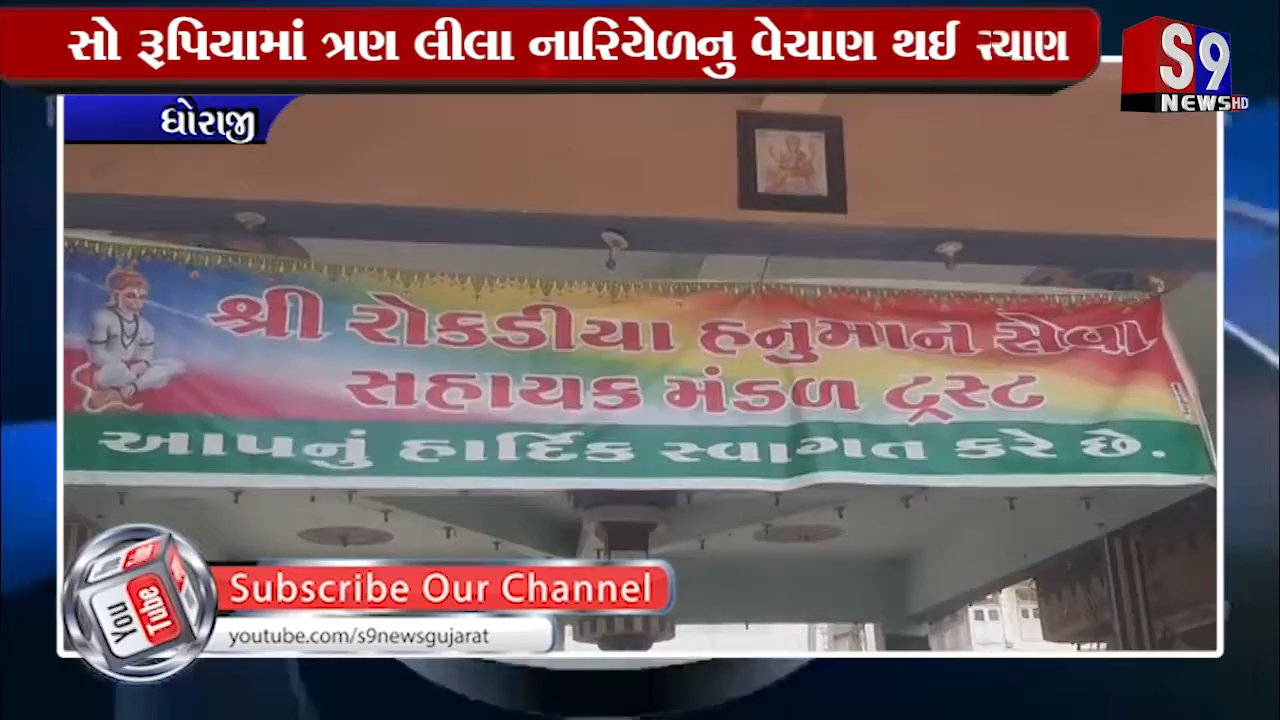 સો રૂપિયામાં ત્રણ લીલા નારિયેળનુ વેચાણ થઈ
S9
NEWS HD
ધોરાજી
શ્રી રોકડીયા હનુમાન સેવા
સહાયક મંડળ ટ્રસ્ટ
આપનું હાર્દિક સ્વાગત કરે છે.
You Tube
Subscribe Our Channel
youtube.com/s9newsgujarat